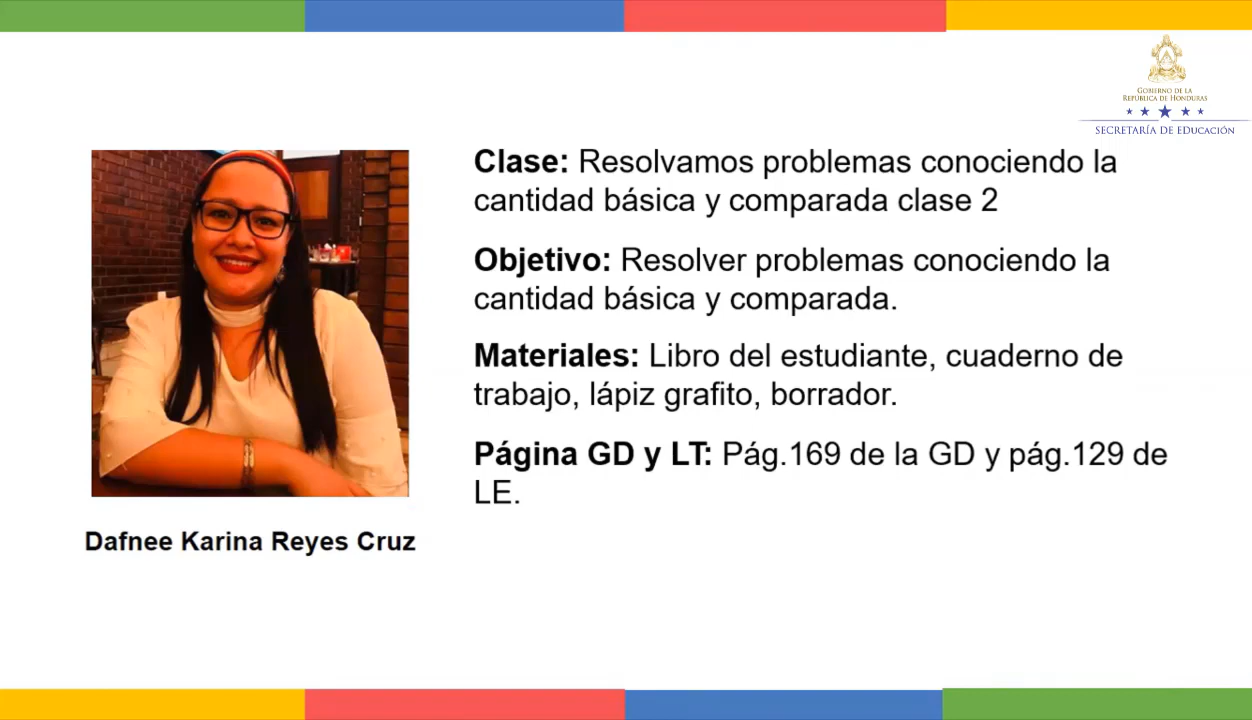 GOBIERNO DE LA
REPÚBLICA DE HONDURAS
SECRETARÍA DE EDUCACIÓN
Clase: Resolvamos problemas conociendo la
cantidad básica y comparada clase 2
Objetivo: Resolver problemas conociendo la
cantidad básica y comparada.
Materiales: Libro del estudiante, cuaderno de
trabajo, lápiz grafito, borrador.
Página GD y LT: Pág.169 de la GD y pág.129 de
LE.
Dafnee Karina Reyes Cruz